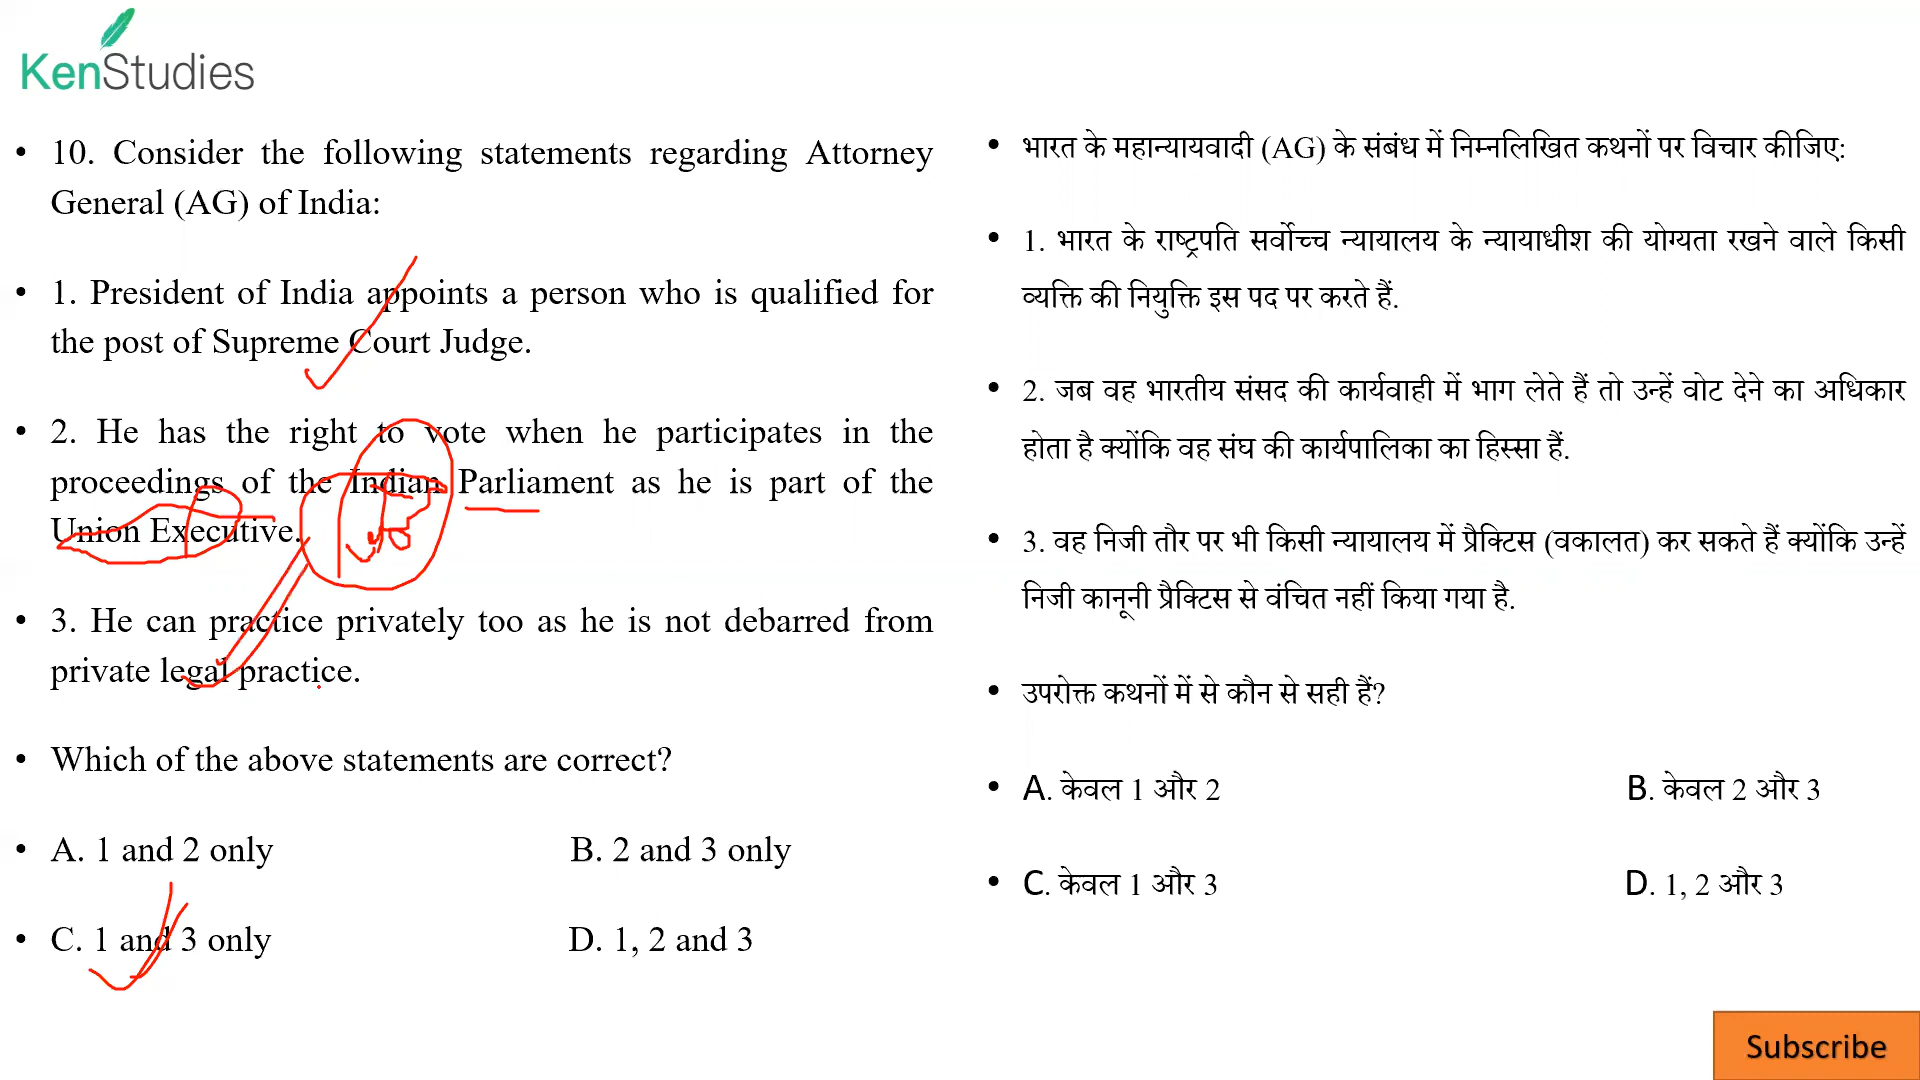 KenStudies
• 10. Consider the following statements regarding Attorney
General (AG) of India:
• 1. President of India appoints a person who is qualified for
the post of Supreme Court Judge.
• 2. He has the right to vote when he participates in the
proceedings of the Indian Parliament as he is part of the
Union Executive.
• 3. He can practice privately too as he is not debarred from
private legal practice.
• Which of the above statements are correct?
• A. 1 and 2 only B. 2 and 3 only
• C. 1 and 3 only D. 1, 2 and 3
• भारत के महान्यायवादी (AG) के संबंध में निम्नलिखित कथनों पर विचार कीजिए:
• 1. भारत के राष्ट्रपति सर्वोच्च न्यायालय के न्यायाधीश की योग्यता रखने वाले किसी
व्यक्ति की नियुक्ति इस पद पर करते हैं.
• 2. जब वह भारतीय संसद की कार्यवाही में भाग लेते हैं तो उन्हें वोट देने का अधिकार
होता है क्योंकि वह संघ की कार्यपालिका का हिस्सा हैं.
• 3. वह निजी तौर पर भी किसी न्यायालय में प्रैक्टिस (वकालत) कर सकते हैं क्योंकि उन्हें
निजी कानूनी प्रैक्टिस से वंचित नहीं किया गया है.
• उपरोक्त कथनों में से कौन से सही हैं?
• A. केवल 1 और 2 B. केवल 2 और 3
• C. केवल 1 और 3 D. 1, 2 और 3
Subscribe